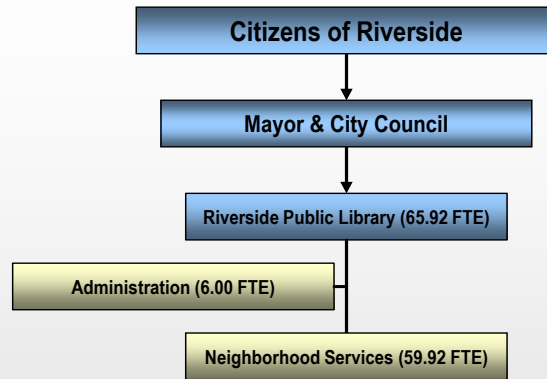 Citizens of Riverside
Mayor & City Council
Riverside Public Library (65.92 FTE)
Administration (6.00 FTE)
Neighborhood Services (59.92 FTE)